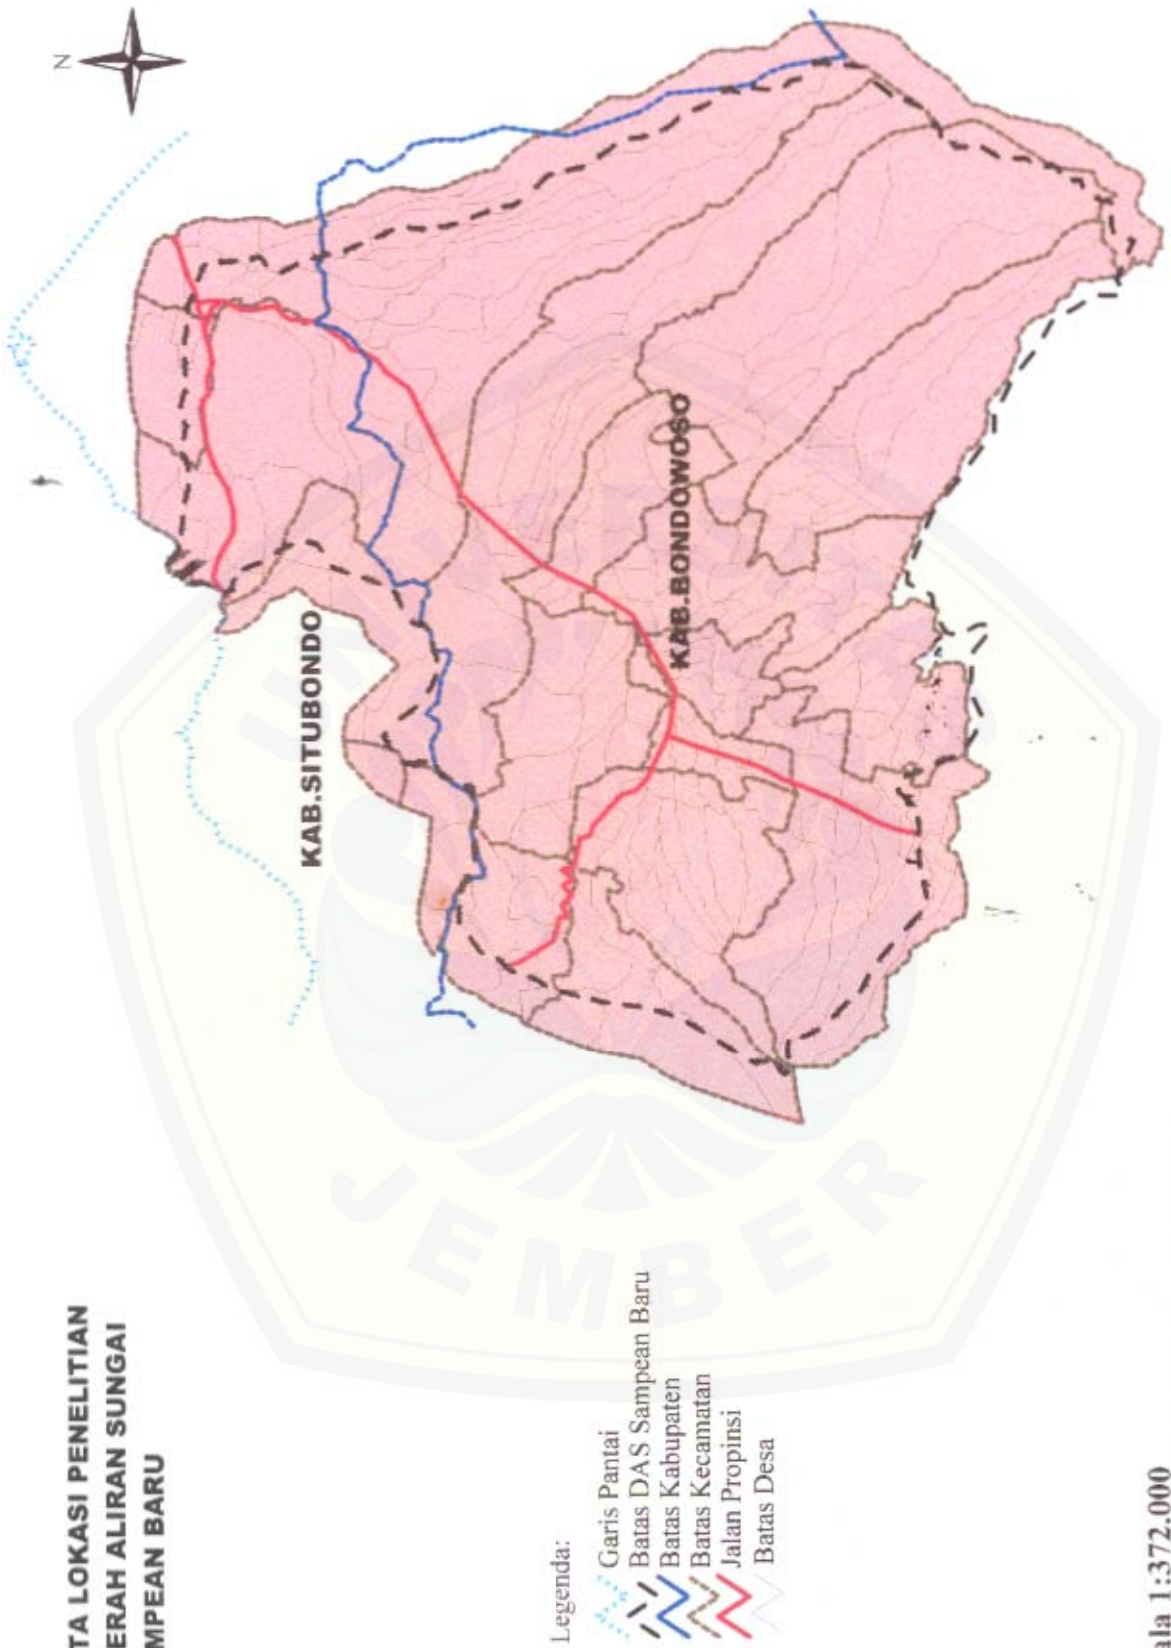 TA LOKASI PENELITIAN
ERAH ALIRAN SUNGAI
MPEAN BARU
N
KAB.SITUBONDO
KAB.BONDOWOSO
Legenda:
Garis Pantai
Batas DAS Sampean Baru
Batas Kabupaten
Batas Kecamatan
Jalan Propinsi
Batas Desa
ala 1:372.000
JEMBER